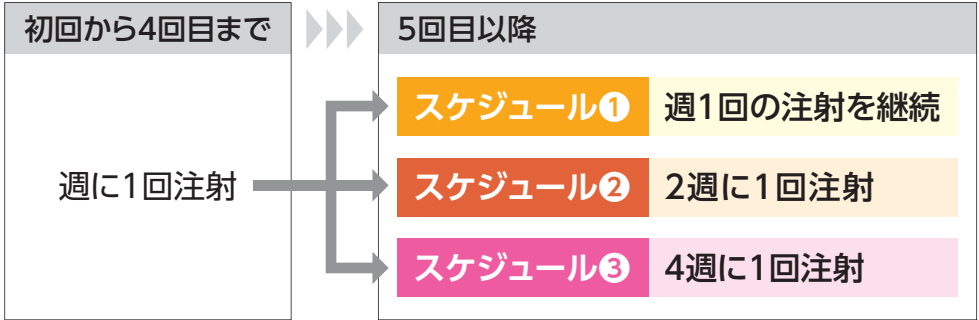 初回から4回目まで
5回目以降
週に1回注射
スケジュール❶ 週1回の注射を継続
スケジュール❷ 2週に1回注射
スケジュール❸ 4週に1回注射